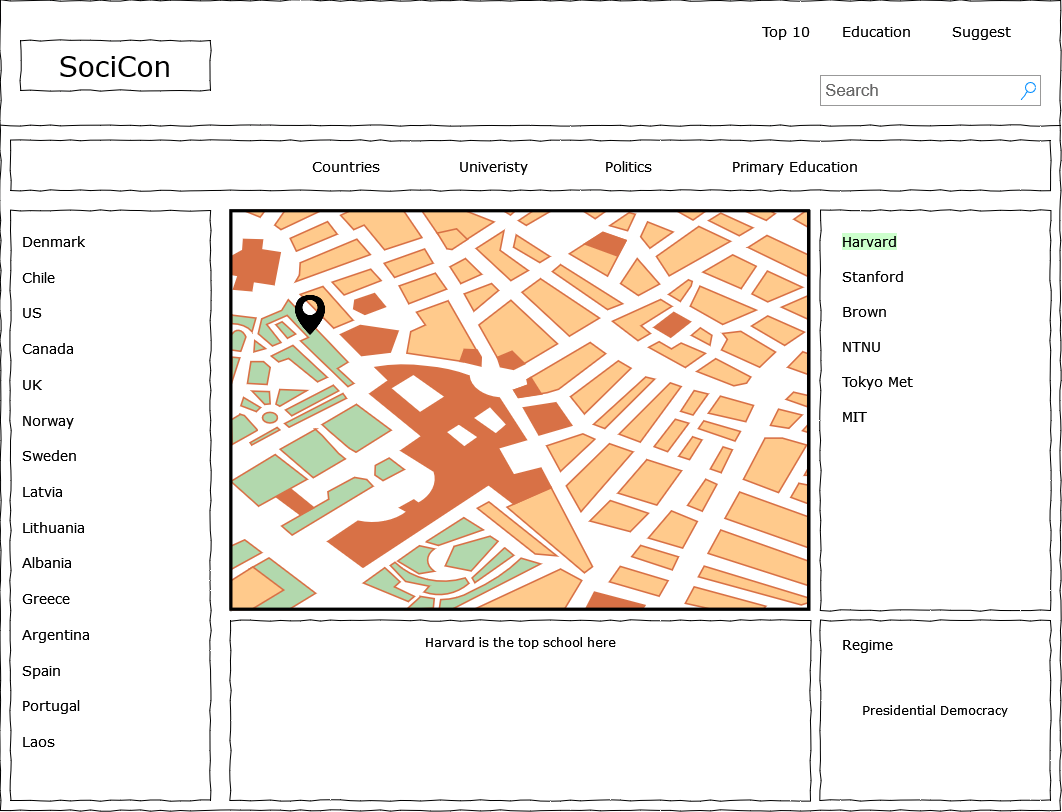 Top 10 Education Suggest
SociCon
Search
Countries Univeristy Politics Primary Education
Denmark
Chile
US
Canada
UK
Norway
Sweden
Latvia
Lithuania
Albania
Greece
Argentina
Spain
Portugal
Laos
Harvard
Stanford
Brown
NTNU
Tokyo Met
MIT
Harvard is the top school here
Regime
Presidential Democracy